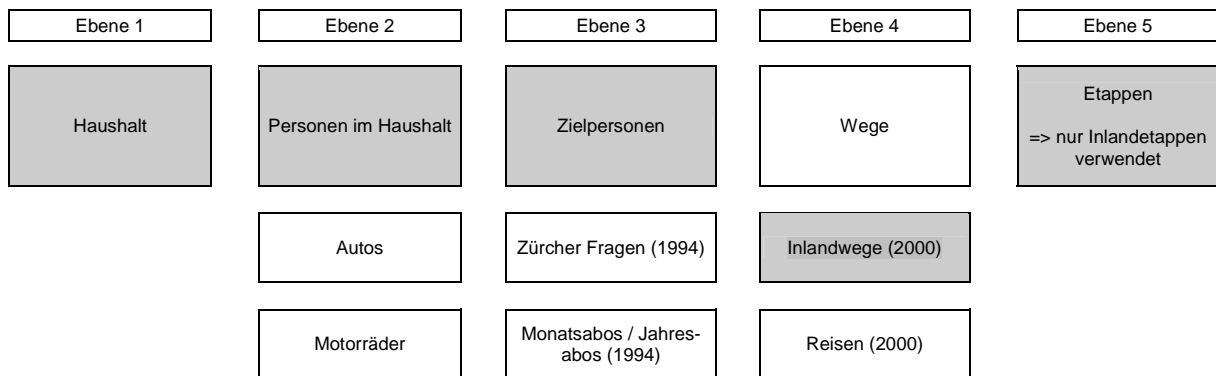 Ebene 1
Ebene 2
Ebene 3
Ebene 4
Ebene 5
Haushalt
Personen im Haushalt
Zielpersonen
Wege
Etappen
=> nur Inlandetappen
verwendet
Autos
Zürcher Fragen (1994)
Inlandwege (2000)
Motorräder
Monatsabos / Jahres-
abos (1994)
Reisen (2000)